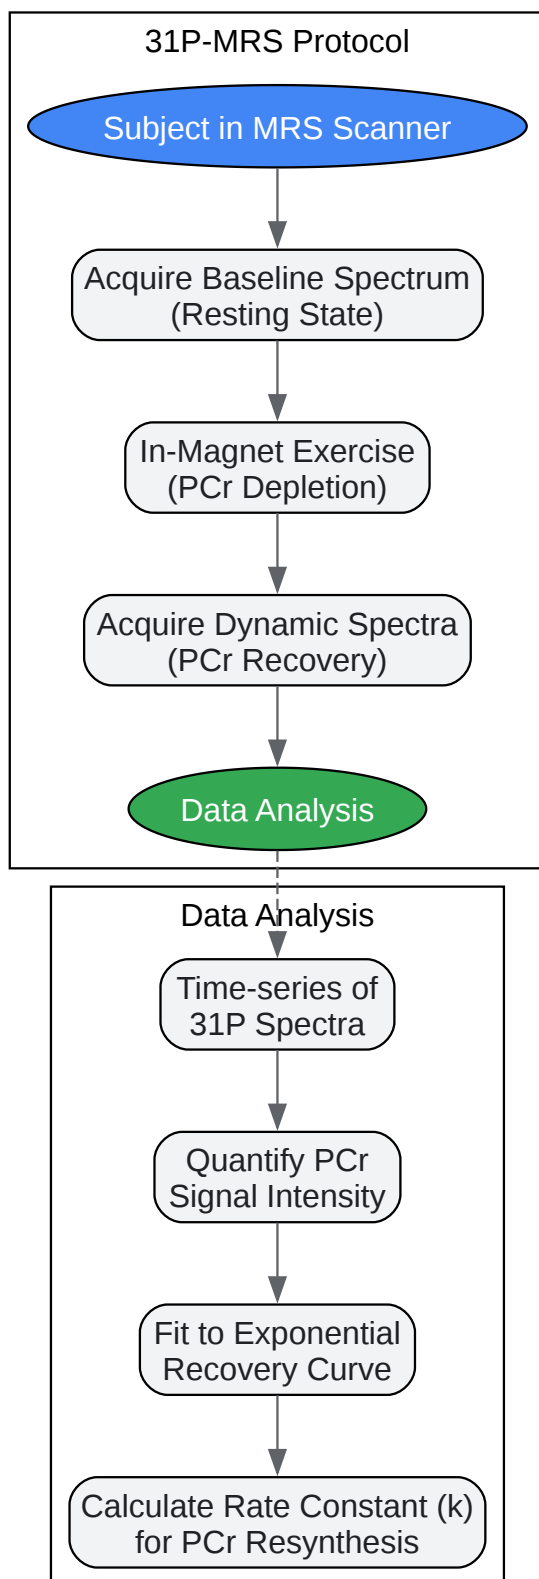 31P-MRS Protocol
Subject in MRS Scanner
Acquire Baseline Spectrum
(Resting State)
In-Magnet Exercise
(PCr Depletion)
Acquire Dynamic Spectra
(PCr Recovery)
Data Analysis
Data Analysis
Time-series of
31P Spectra
Quantify PCr
Signal Intensity
Fit to Exponential
Recovery Curve
Calculate Rate Constant (k)
for PCr Resynthesis